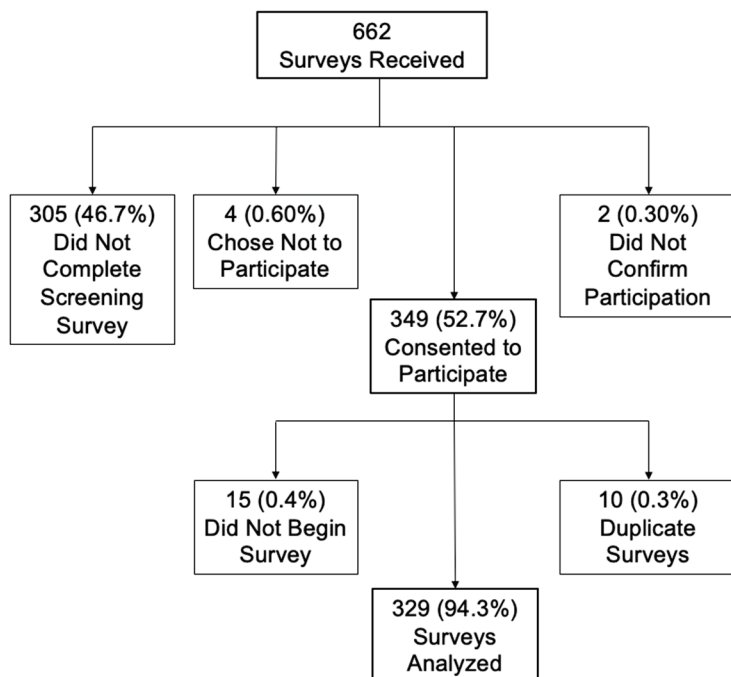 662
Surveys Received
305 (46.7%)
Did Not
Complete
Screening
Survey
4 (0.60%)
Chose Not to
Participate
2 (0.30%)
Did Not
Confirm
Participation
349 (52.7%)
Consented to
Participate
15 (0.4%)
Did Not Begin
Survey
10 (0.3%)
Duplicate
Surveys
329 (94.3%)
Surveys
Analyzed